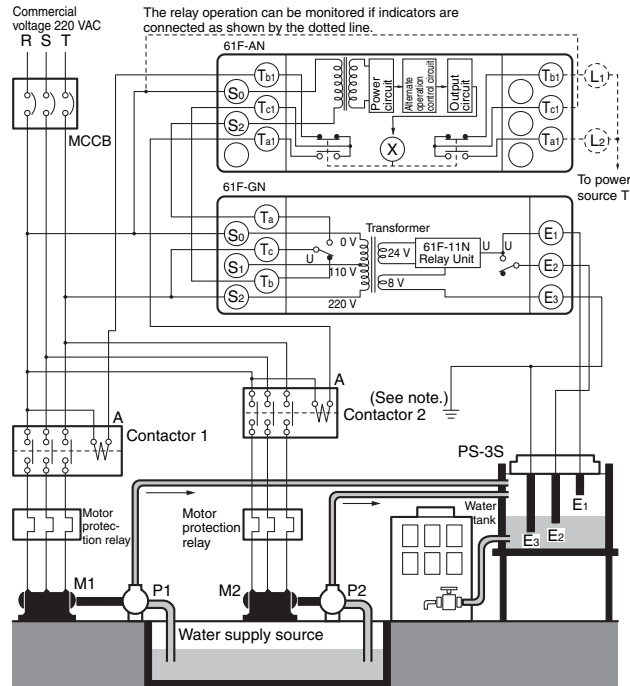 Commercial
voltage 220 VAC
R S T
The relay operation can be monitored if indicators are
connected as shown by the dotted line.
MCCB
61F-AN
S0
S2
Tb1
Tc1
Ta1
Power
circuit
Alternate
operation
control circuit
Output
circuit
X
Tb1
Tc1
Ta1
L1
L2
To power
source T
61F-GN
S0
S1
S2
Ta
Tc
Tb
U
0 V
110 V
220 V
Transformer
24 V
8 V
61F-11N
Relay Unit
U
U
E1
E2
E3
A
Contactor 1
A
Contactor 2
(See note.)
PS-3S
Motor
protec-
tion relay
Motor
protection
relay
Water
tank
E1
E2
E3
M1
P1
M2
P2
Water supply source